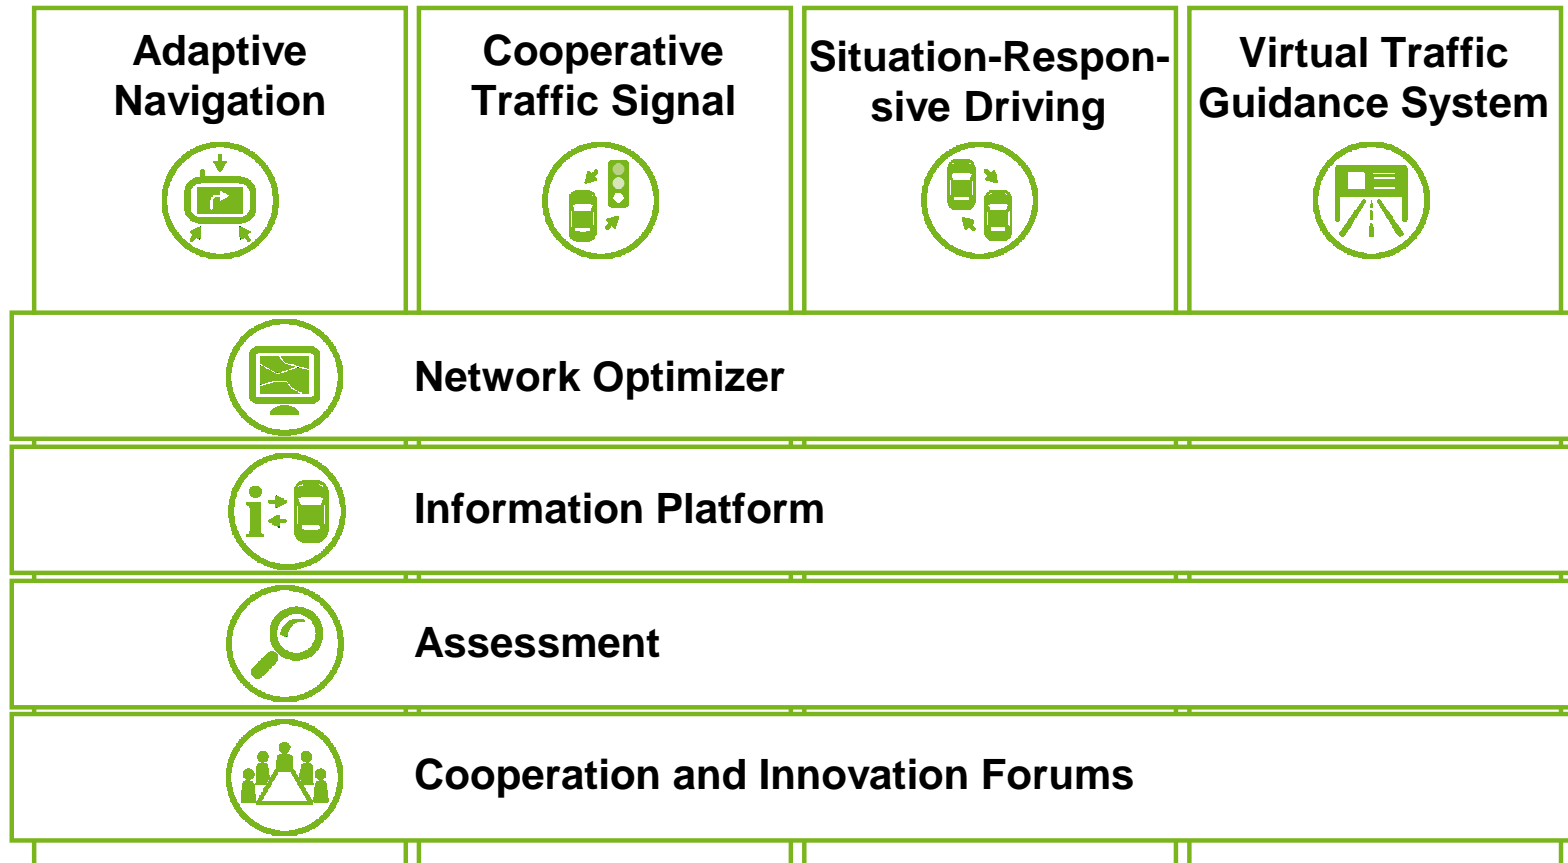 Adaptive
Navigation
Cooperative
Traffic Signal
Situation-Respon-
sive Driving
Virtual Traffic
Guidance System
Network Optimizer
Information Platform
Assessment
Cooperation and Innovation Forums